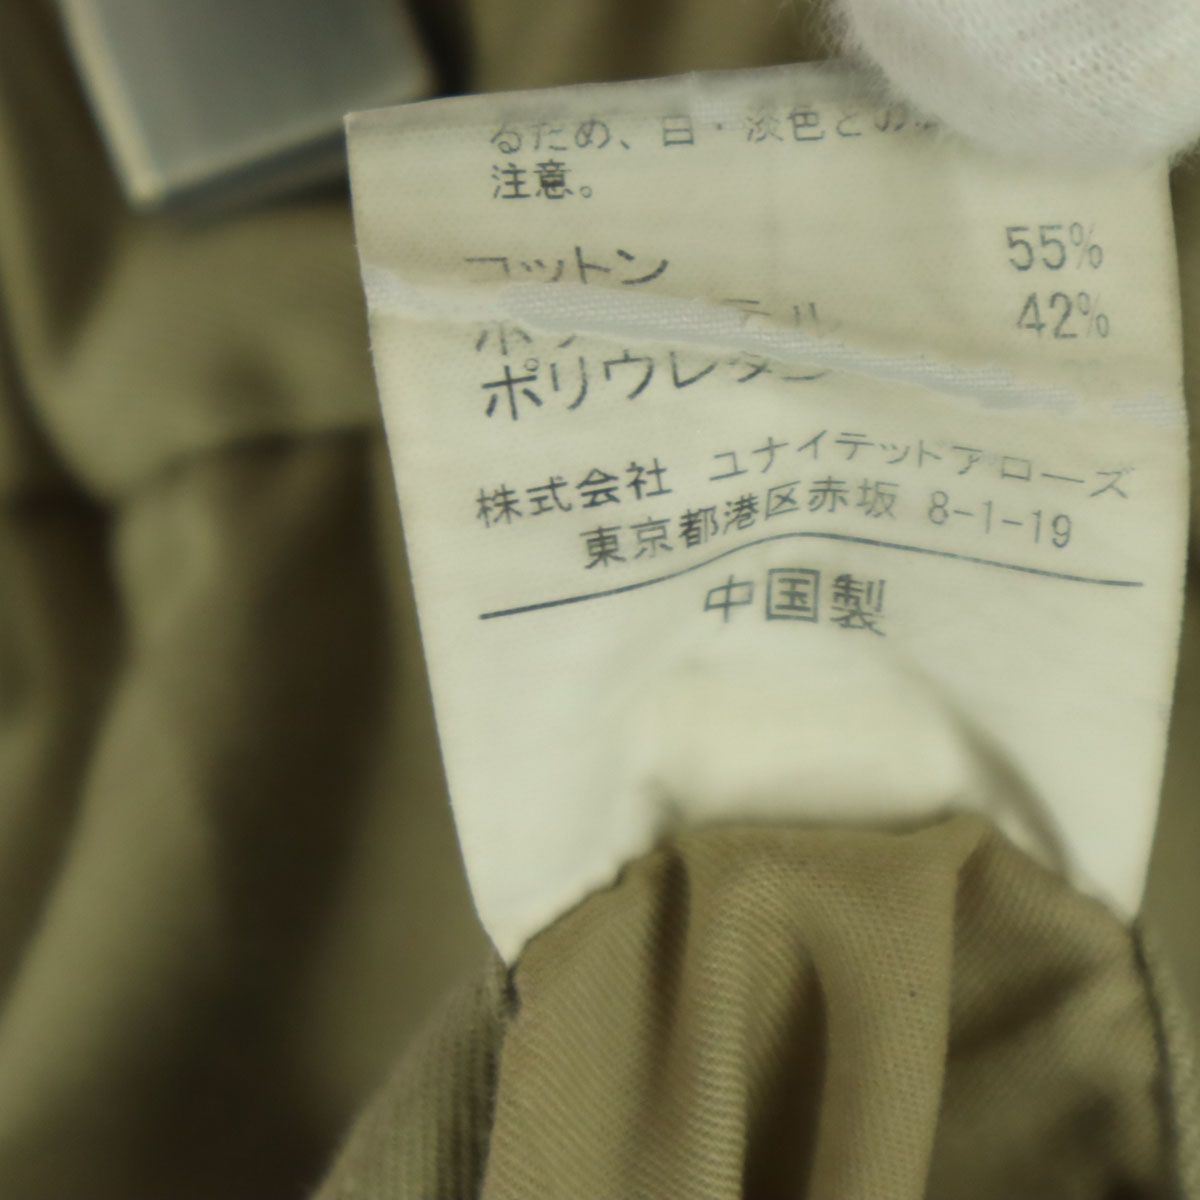 るため、白・淡色との
注意。
コットン 55%
42%
ポリウレタン
株式会社 ユナイテッドアローズ
東京都港区赤坂 8-1-19
中国製